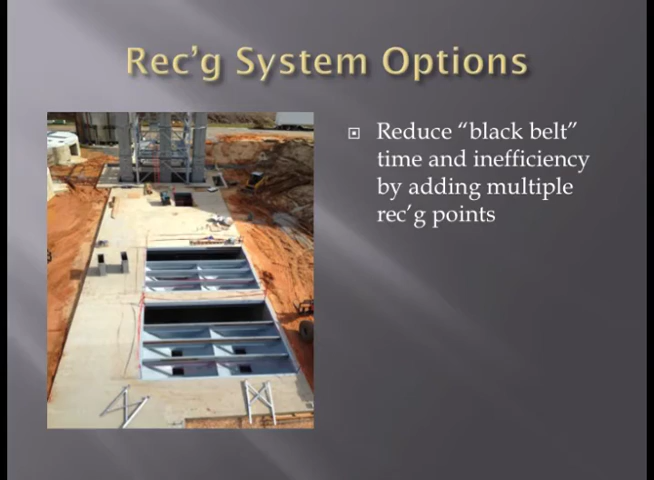 Rec'g System Options
Reduce “black belt”
time and inefficiency
by adding multiple
rec'g points